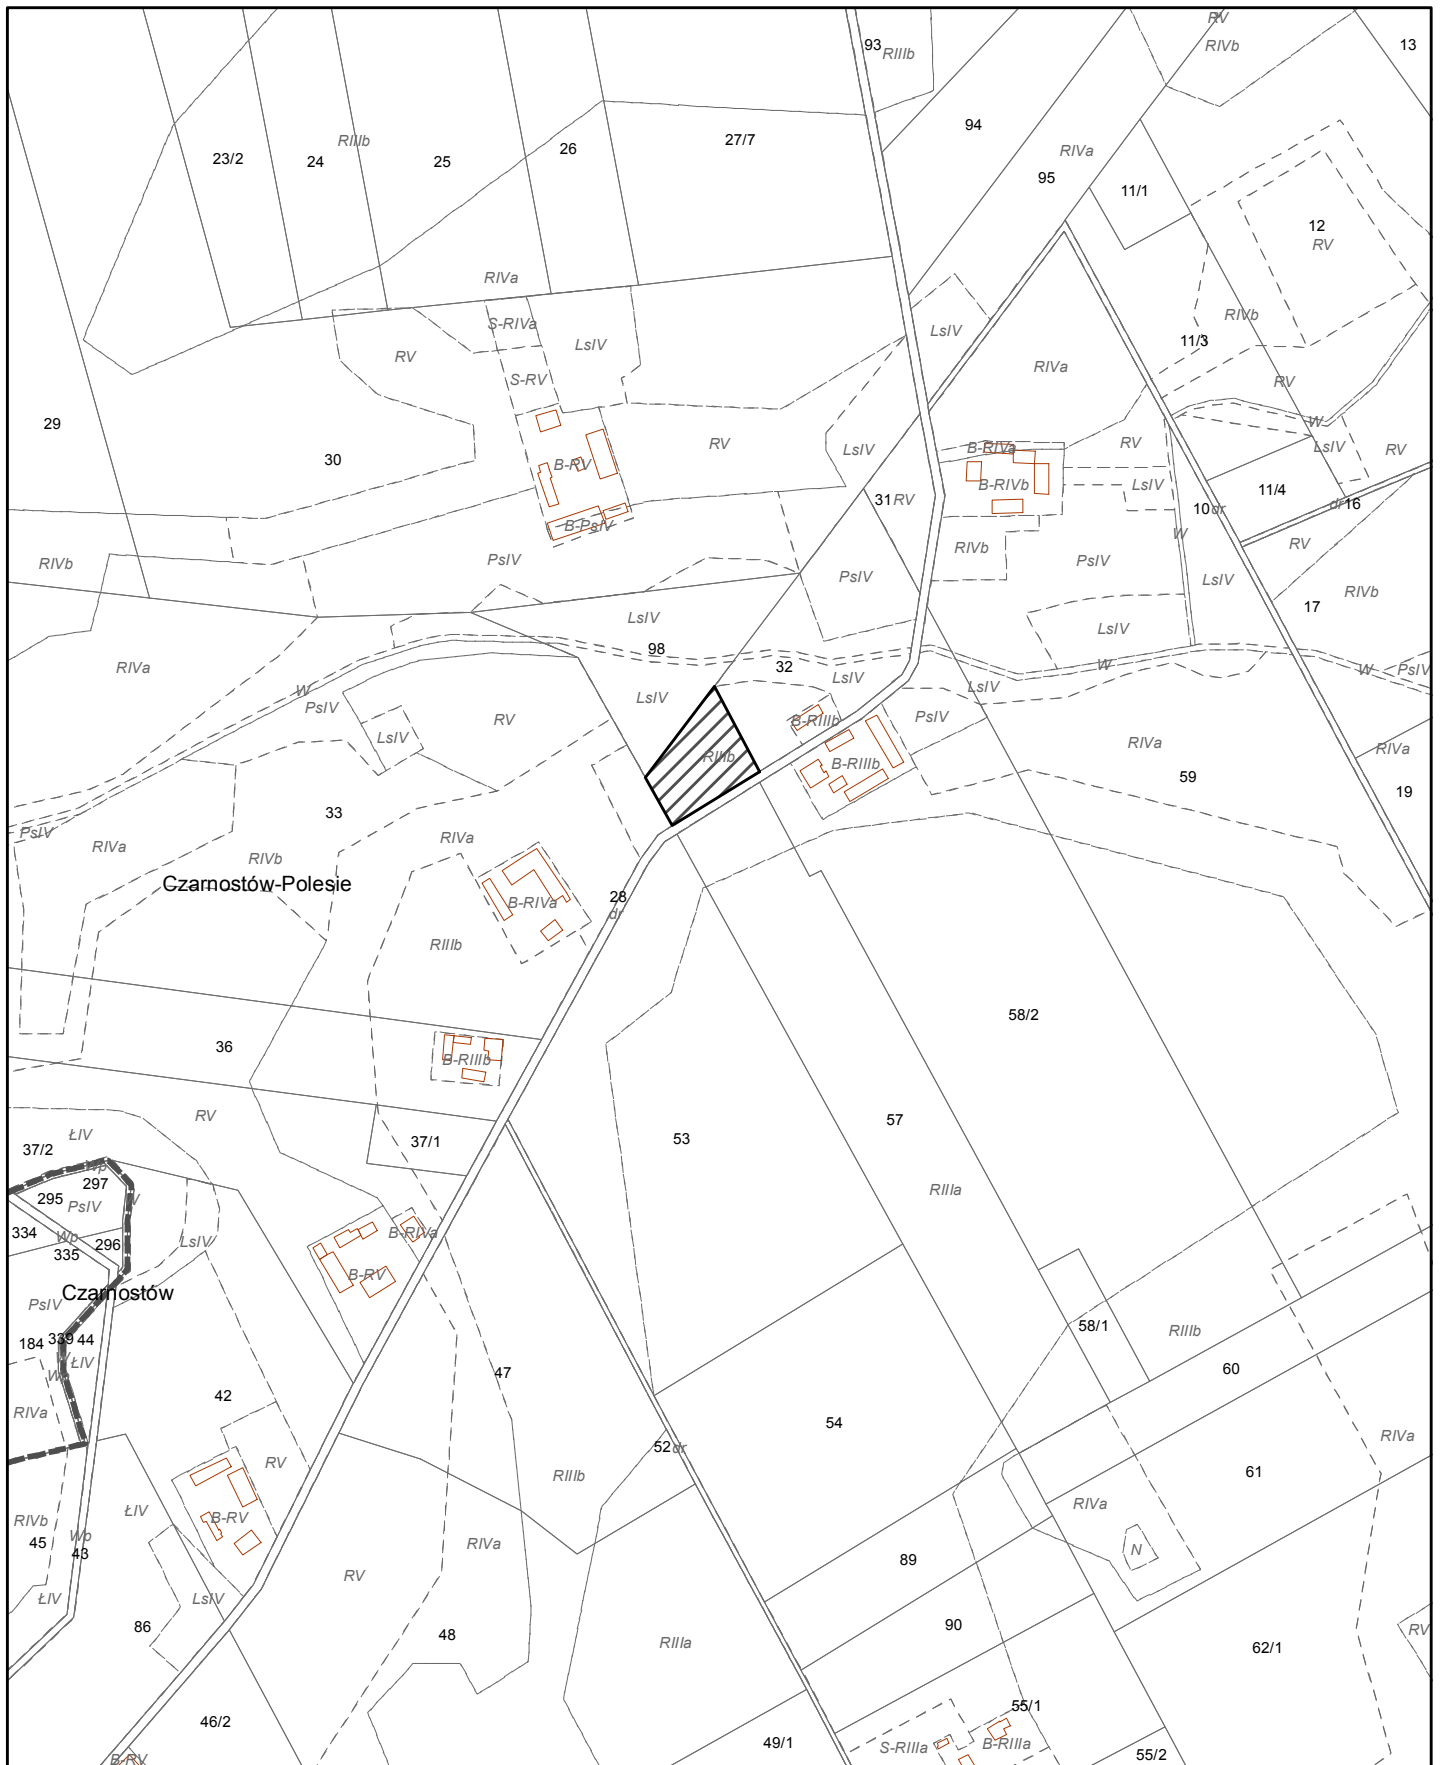 RV
93
RIIIb
RIVb
13
94
23/2
24
RIIIb
25
26
27/7
RIVa
95
11/1
12
RV
RIVa
S-RIVa
LsIV
LsIV
RIVb
11/3
RV
S-RV
RIVa
RV
29
30
RV
LsIV
B-RIVa
RV
W
LsIV
RV
B-RV
B-RIVb
LsIV
11/4
31 RV
10 dr
dr 16
B-PsIV
W
RIVb
PsIV
PsIV
RIVb
PsIV
LsIV
RV
RIVb
17
LsIV
LsIV
98
32
RIVa
W
W
PsIV
W
PsIV
LsIV
LsIV
LsIV
RV
B-RIIIb
PsIV
LsIV
RIIIb
B-RIIIb
RIVa
RIVa
59
19
33
PsIV
RIVa
RIVb
RIVa
Czarnostów-Polesie
28
dr
B-RIVa
RIIIb
58/2
36
B-RIIIb
RV
57
37/2
ŁIV
37/1
53
Wp
297
295
PsIV
RIIIa
334
Wp
335
296
LsIV
B-RIVa
B-RV
Czarnostów
PsIV
58/1
RIIIb
184
339
44
W
ŁIV
W
47
60
42
RIVa
54
RIVa
52 dr
RV
RIIIb
61
ŁIV
RIVa
B-RV
RIVb
Wp
45
43
RIVa
N
89
RV
ŁIV
LsIV
86
48
90
RIIIa
62/1
RV
46/2
55/1
49/1
S-RIIIa
B-RIIIa
55/2
B-RV